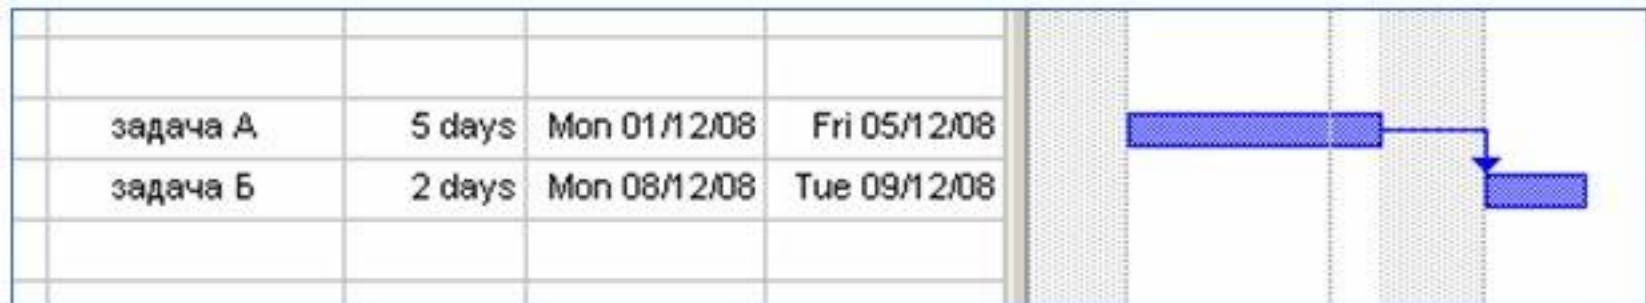 задача А 5 days Mon 01/12/08 Fri 05/12/08
задача Б 2 days Mon 08/12/08 Tue 09/12/08